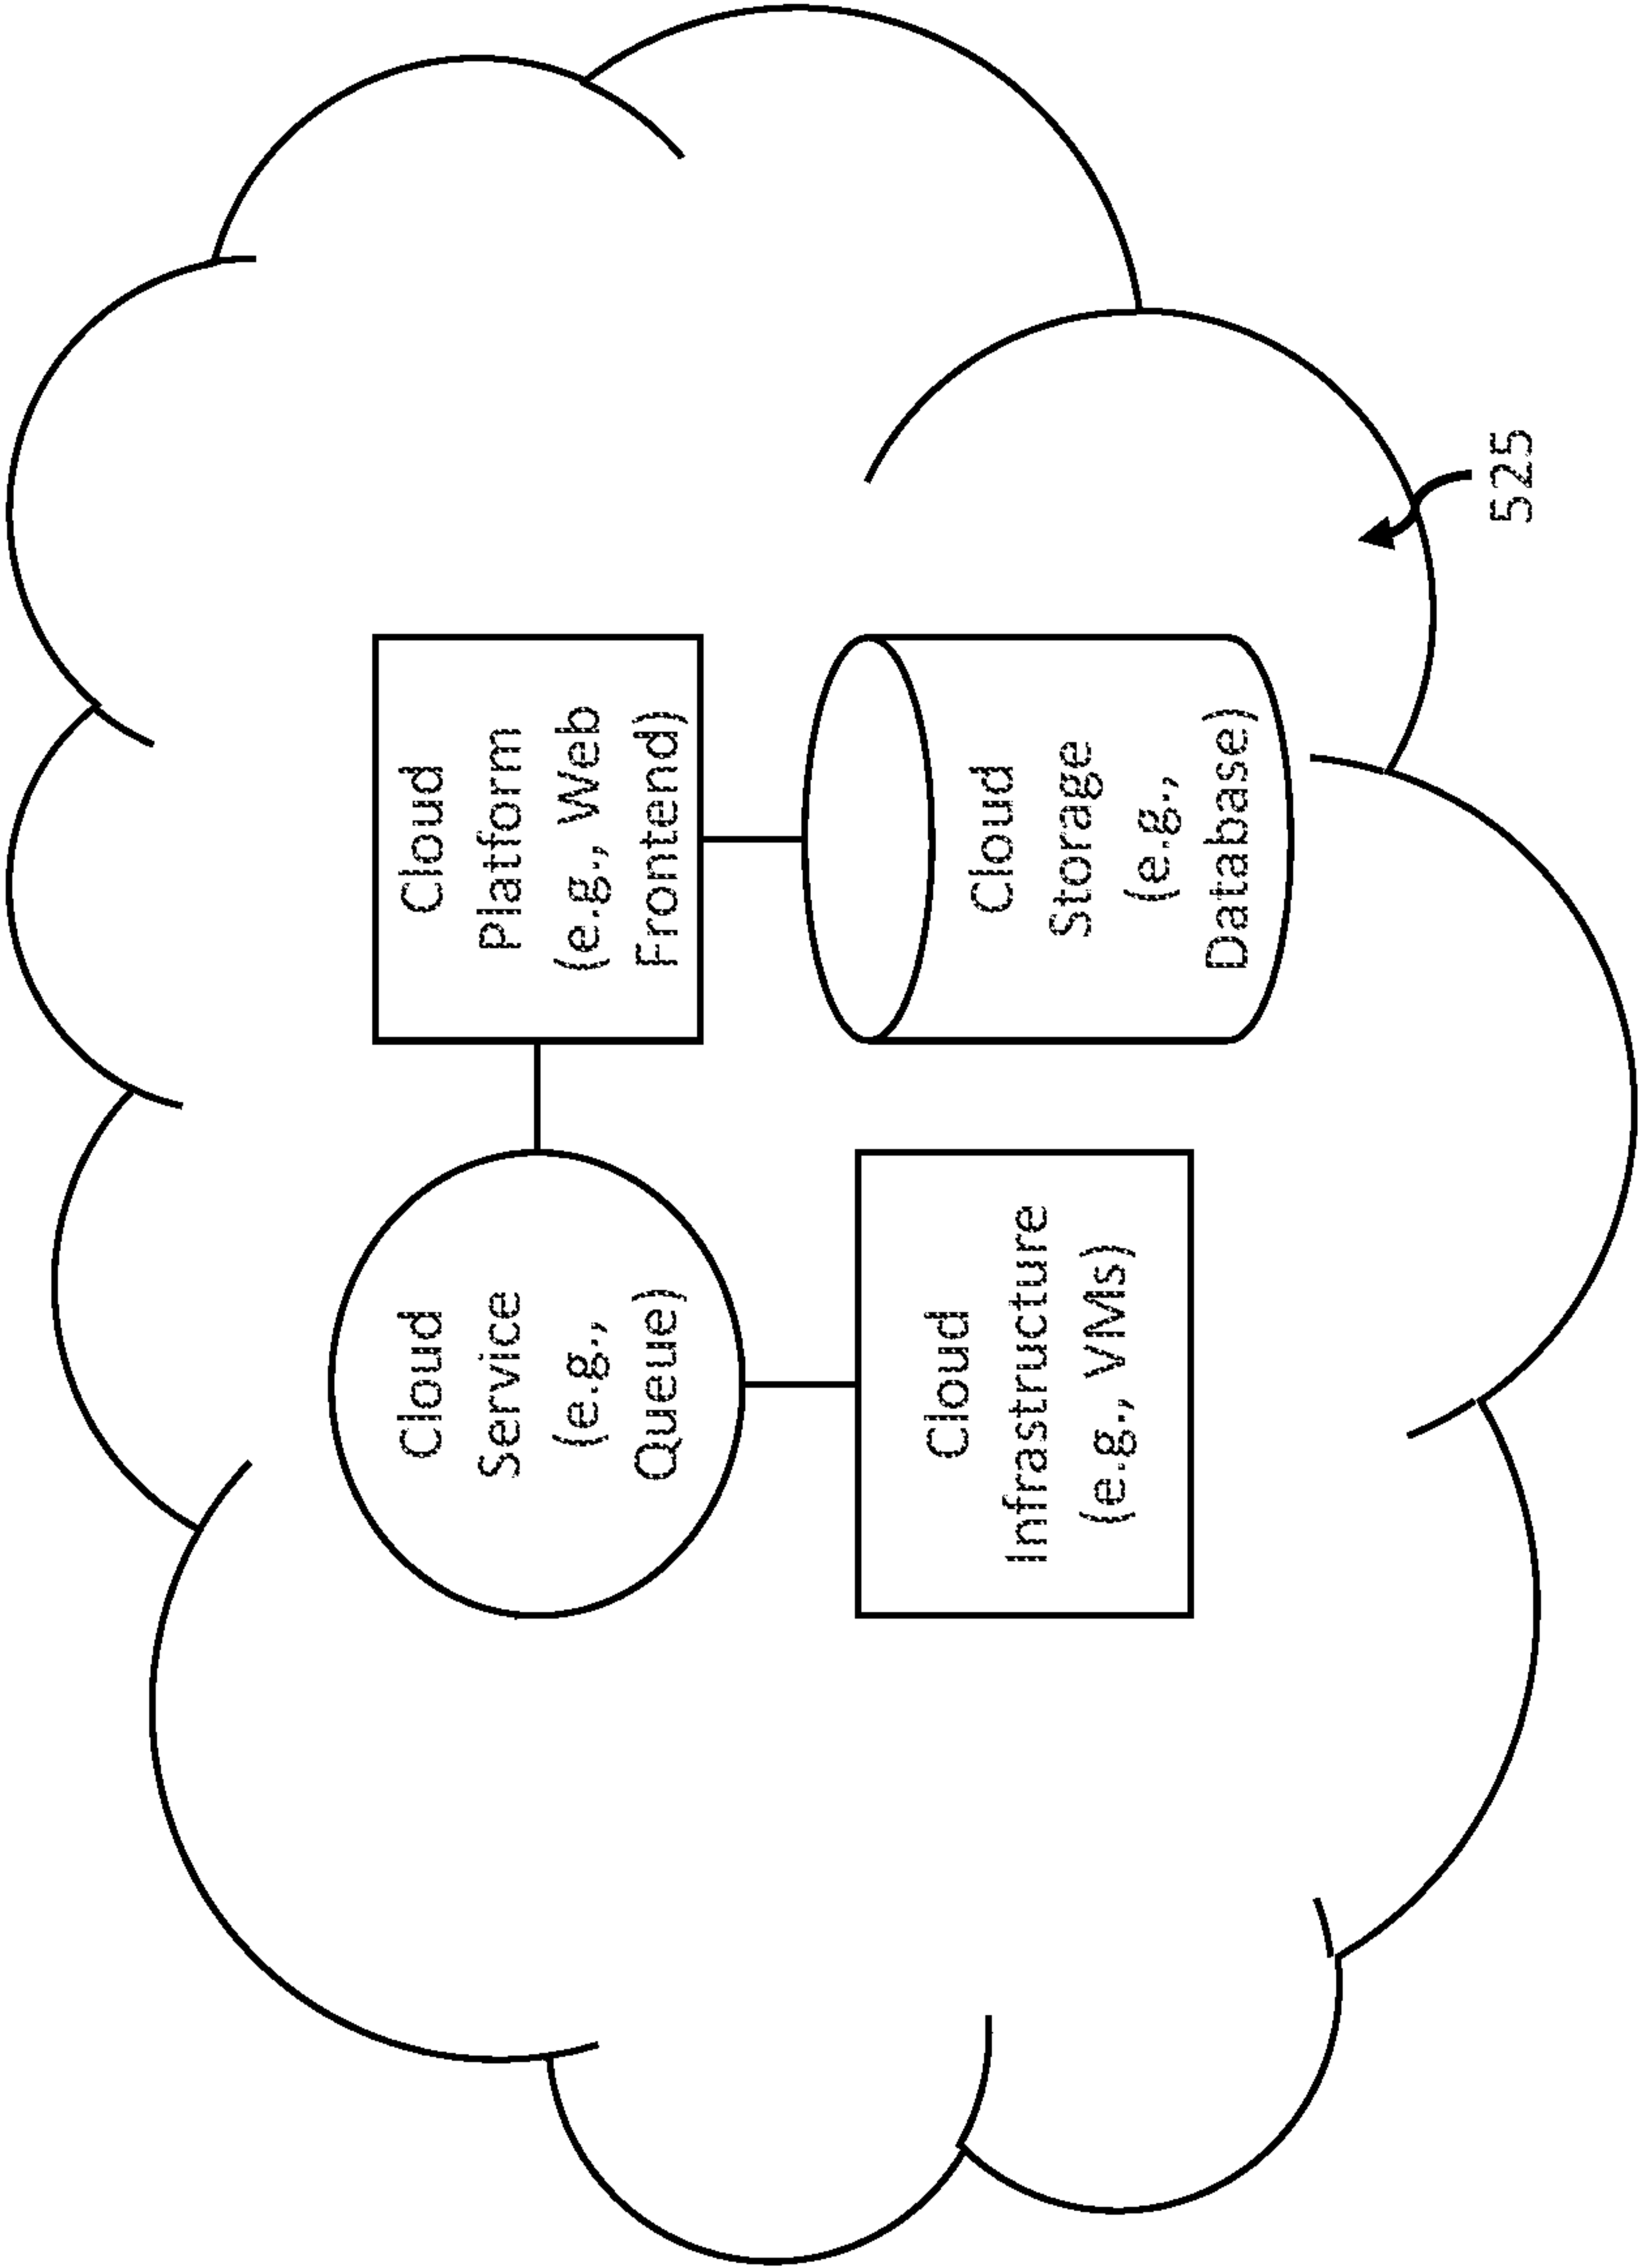 Cloud
Service
(e.g.,
Queue)
Cloud
Platform
(e.g., Web
Frontend)
Cloud
Infrastructure
(e.g., VMs)
Cloud
Storage
(e.g.,
Database)
525